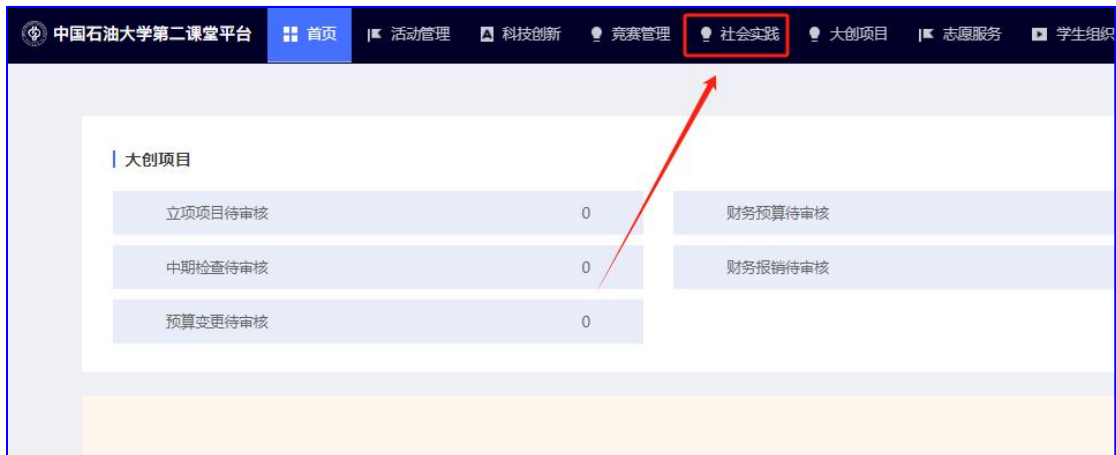 中国石油大学第二课堂平台 首页 活动管理 科技创新 竞赛管理 社会实践 大创项目 志愿服务 学生组织
大创项目
立项项目待审核 0 财务预算待审核
中期检查待审核 0 财务报销待审核
预算变更待审核 0